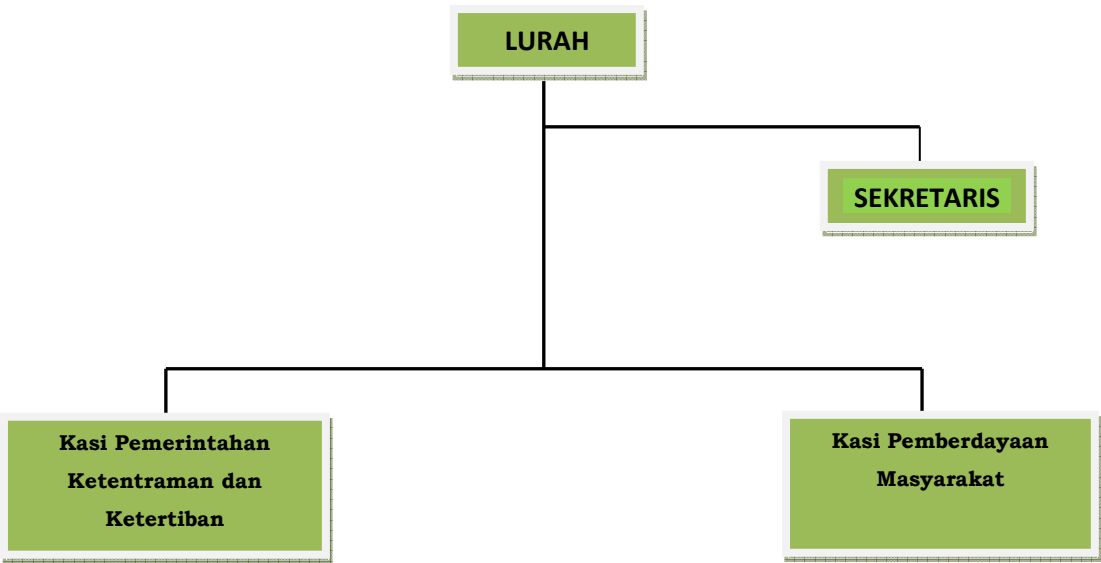 LURAH
SEKRETARIS
Kasi Pemerintahan
Ketentraman dan
Ketertiban
Kasi Pemberdayaan
Masyarakat